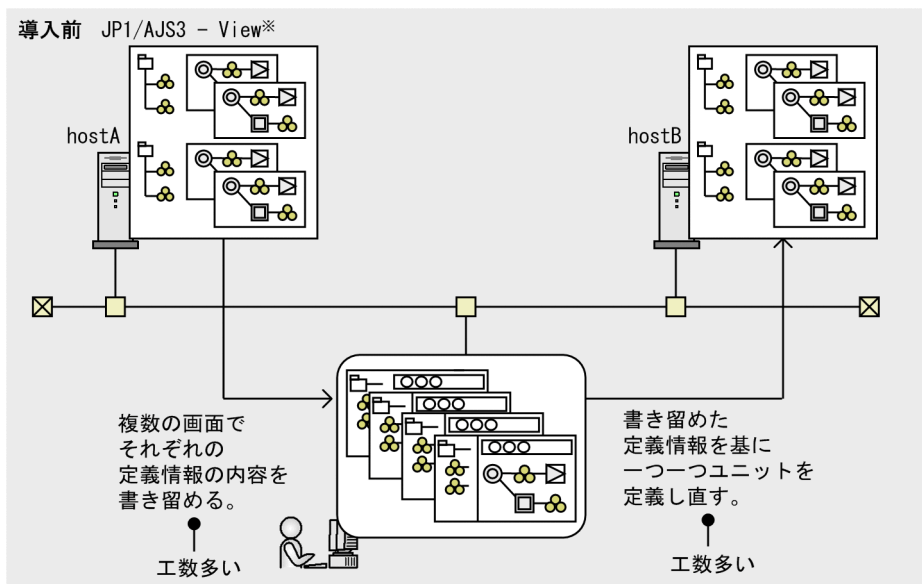 導入前 JP1/AJS3 - View※
hostA
hostB
複数の画面で
それぞれの
定義情報の内容を
書き留める。
工数多い
書き留めた
定義情報を基に
一つ一つユニットを
定義し直す。
工数多い